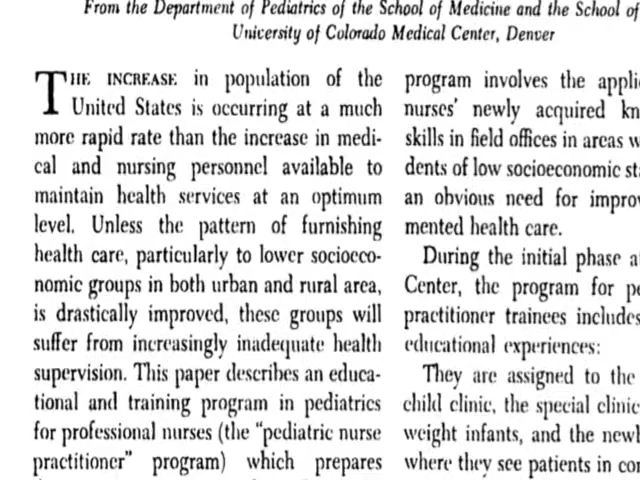 From the Department of Pediatrics of the School of Medicine and the School of
University of Colorado Medical Center, Denver
THE INCREASE in population of the
United States is occurring at a much
more rapid rate than the increase in medi-
cal and nursing personnel available to
maintain health services at an optimum
level. Unless the pattern of furnishing
health care, particularly to lower socioeco-
nomic groups in both urban and rural area,
is drastically improved, these groups will
suffer from increasingly inadequate health
supervision. This paper describes an educa-
tional and training program in pediatrics
for professional nurses (the "pediatric nurse
practitioner" program) which prepares
program involves the
nurses' newly acquired
skills in field offices in areas
dents of low socioeconomic
an obvious need for
mented health care.
During the initial phase
Center, the program for
practitioner trainees includes
educational experiences:
They are assigned to the
child clinic, the special
weight infants, and the
where they see patients in